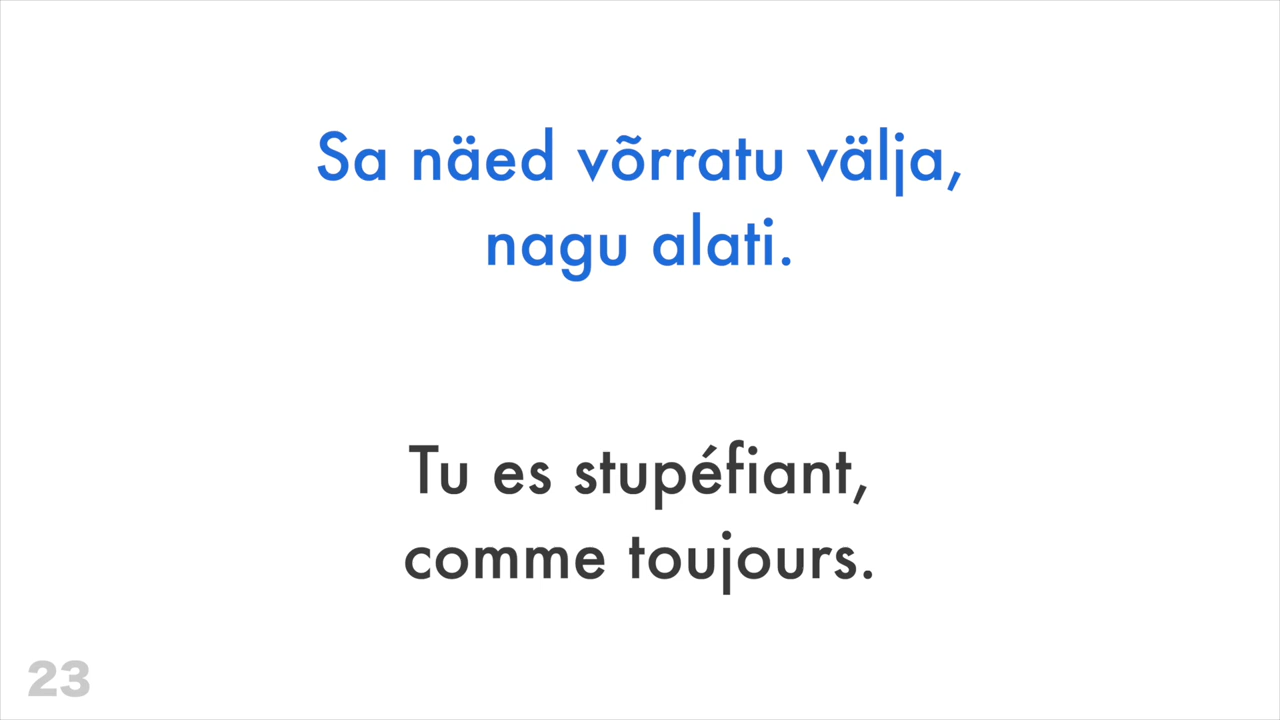 Sa näed võrratu välja,
nagu alati.
Tu es stupéfiant,
comme toujours.
23